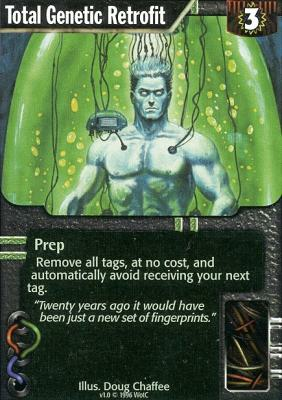 Total Genetic Retrofit
3
Prep
Remove all tags, at no cost, and
automatically avoid receiving your next
tag.
"Twenty years ago it would have
been just a new set of fingerprints."
Illus. Doug Chaffee
v1.0 © 1996 WotC